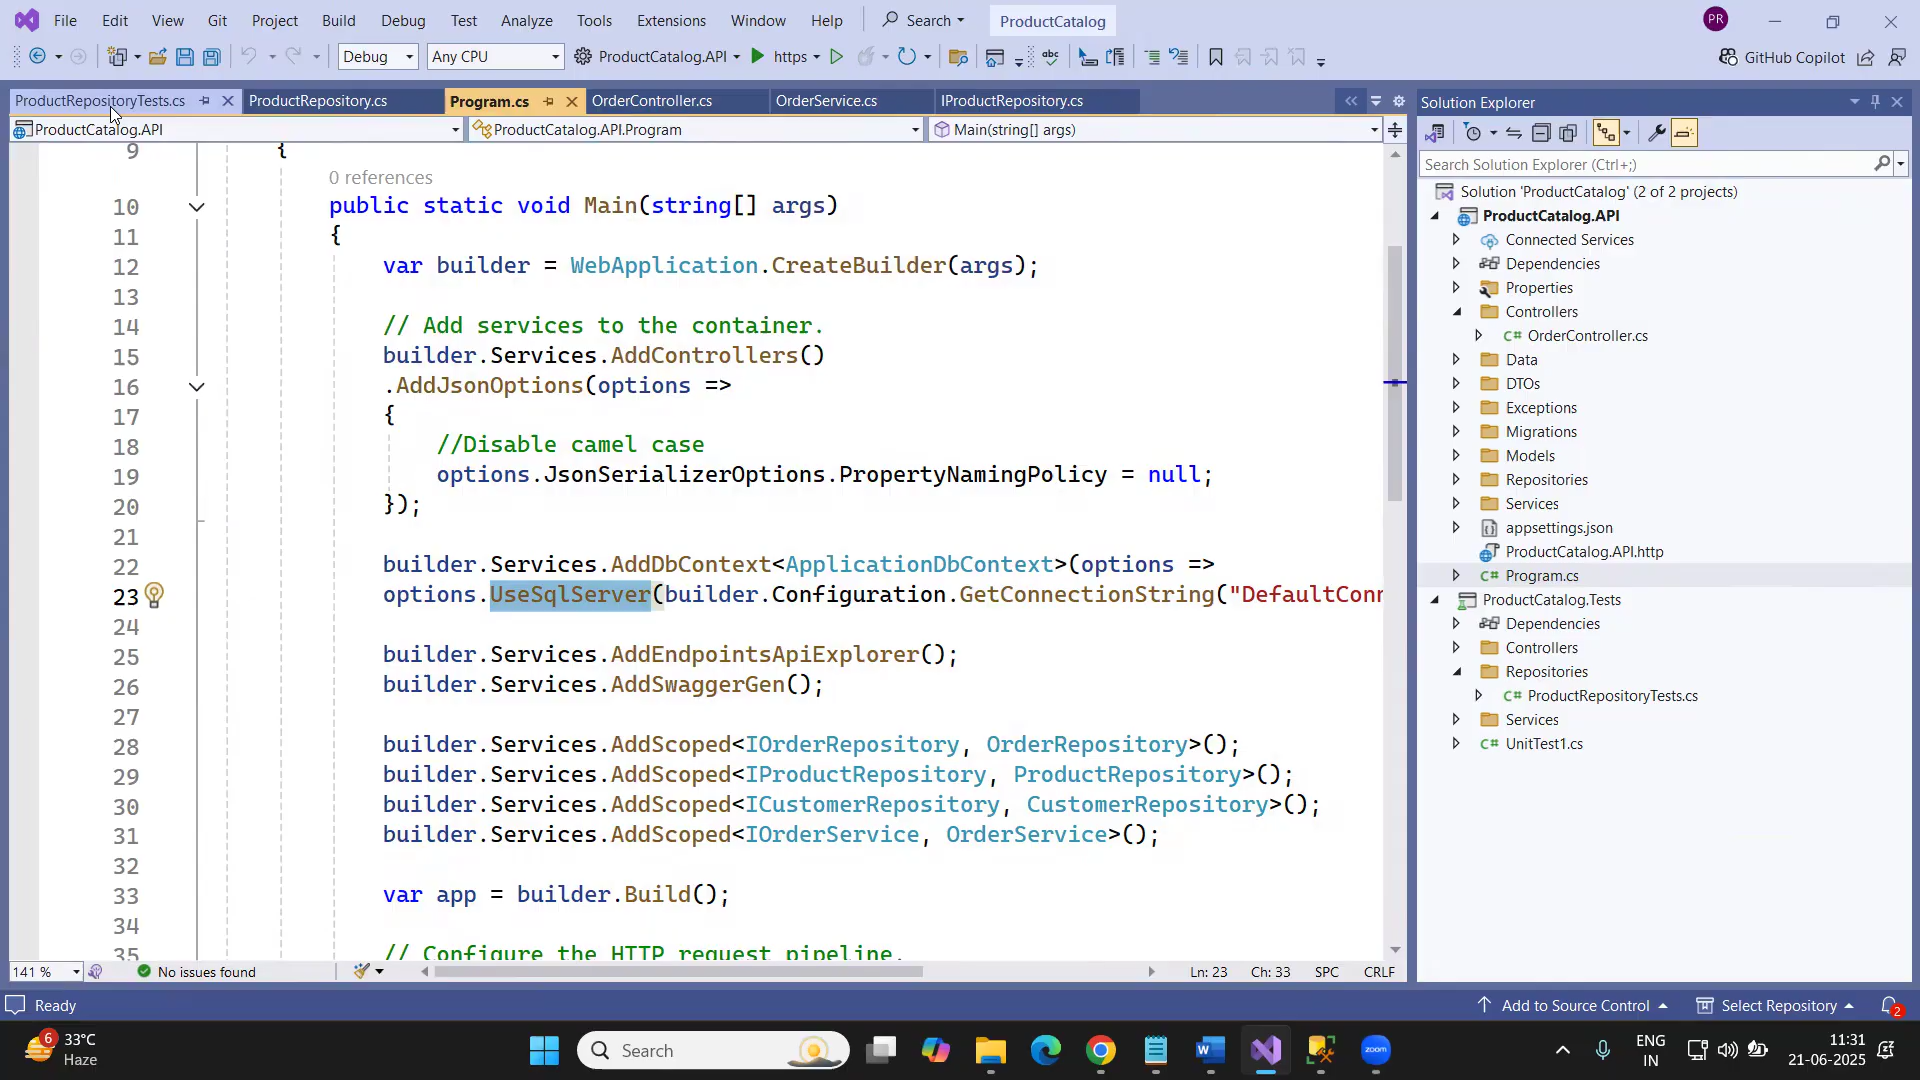 File Edit View Git Project Build Debug Test Analyze Tools Extensions Window Help Search ProductCatalog PR
Debug Any CPU ProductCatalog.API https GitHub Copilot
ProductRepositoryTests.cs ProductRepository.cs Program.cs OrderController.cs OrderService.cs IProductRepository.cs
ProductCatalog.API ProductCatalog.API.Program Main(string[] args)
9 {
0 references
10 public static void Main(string[] args)
11 {
12 var builder = WebApplication.CreateBuilder(args);
13
14 // Add services to the container.
15 builder.Services.AddControllers()
16 .AddJsonOptions(options =>
17 {
18 //Disable camel case
19 options.JsonSerializerOptions.PropertyNamingPolicy = null;
20 });
21
22 builder.Services.AddDbContext<ApplicationDbContext>(options =>
23 options.UseSqlServer(builder.Configuration.GetConnectionString("DefaultConn
24
25 builder.Services.AddEndpointsApiExplorer();
26 builder.Services.AddSwaggerGen();
27
28 builder.Services.AddScoped<IOrderRepository, OrderRepository>();
29 builder.Services.AddScoped<IProductRepository, ProductRepository>();
30 builder.Services.AddScoped<ICustomerRepository, CustomerRepository>();
31 builder.Services.AddScoped<IOrderService, OrderService>();
32
33 var app = builder.Build();
34
35 // Configure the HTTP request pipeline.
141 % No issues found Ln: 23 Ch: 33 SPC CRLF
Solution Explorer
Search Solution Explorer (Ctrl+;)
Solution 'ProductCatalog' (2 of 2 projects)
ProductCatalog.API
Connected Services
Dependencies
Properties
Controllers
C# OrderController.cs
Data
DTOs
Exceptions
Migrations
Models
Repositories
Services
appsettings.json
ProductCatalog.API.http
C# Program.cs
ProductCatalog.Tests
Dependencies
Controllers
Repositories
C# ProductRepositoryTests.cs
Services
C# UnitTest1.cs
Ready Add to Source Control Select Repository 2
6 33°C
Haze
Search
zoom
ENG
IN
11:31
21-06-2025